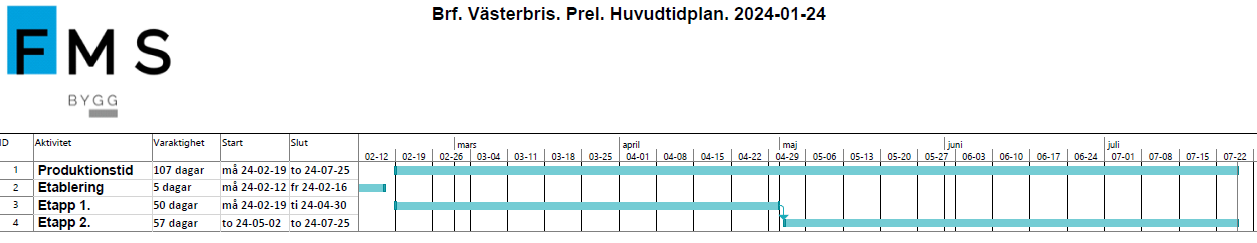 Brf. Västerbris. Prel. Huvudtidplan. 2024-01-24
FMS
BYGG
ID Aktivitet Varaktighet Start Slut mars april maj juni juli
02-12 02-19 02-26 03-04 03-11 03-18 03-25 04-01 04-08 04-15 04-22 04-29 05-06 05-13 05-20 05-27 06-03 06-10 06-17 06-24 07-01 07-08 07-15 07-22
1 Produktionstid 107 dagar må 24-02-19 to 24-07-25
2 Etablering 5 dagar må 24-02-12 fr 24-02-16
3 Etapp 1. 50 dagar må 24-02-19 ti 24-04-30
4 Etapp 2. 57 dagar to 24-05-02 to 24-07-25